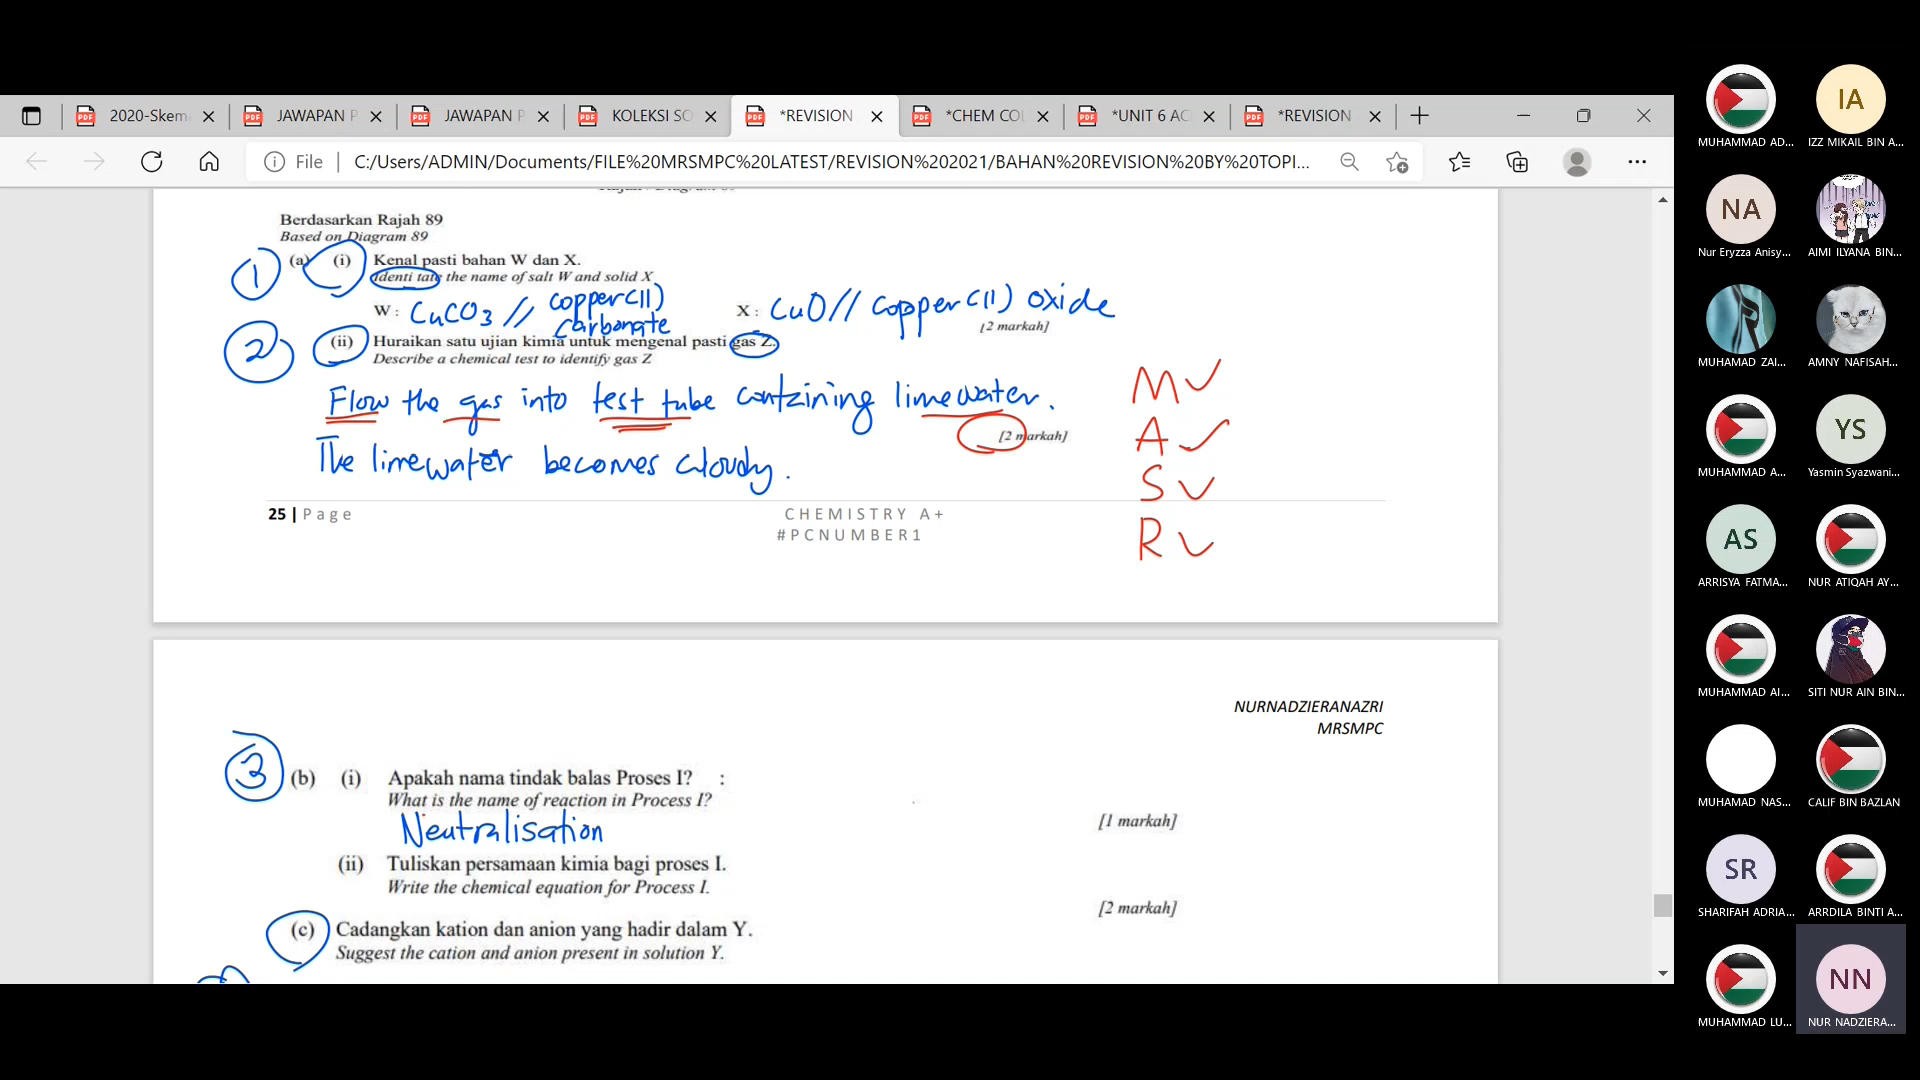 2020-Skema
JAWAPAN P
JAWAPAN P
KOLEKSI SO
*REVISION
*CHEM COL
*UNIT 6 AC
*REVISION
File
C:/Users/ADMIN/Documents/FILE%20MRSMPC%20LATEST/REVISION%202021/BAHAN%20REVISION%20BY%20TOPI...
Berdasarkan Rajah 89
Based on Diagram 89
1 (a) (i) Kenal pasti bahan W dan X.
Identi tate the name of salt W and solid X
W: CuCO3 // copper(II) carbonate X: CuO // copper(II) oxide
[2 markah]
2 (ii) Huraikan satu ujian kimia untuk mengenal pasti gas Z.
Describe a chemical test to identify gas Z
Flow the gas into test tube containing limewater.
[2 markah]
The limewater becomes cloudy.
M
A
S
R
25 | Page
CHEMISTRY A+
#PCNUMBER1
NURNADZIERANAZRI
MRSMPC
3 (b) (i) Apakah nama tindak balas Proses I? :
What is the name of reaction in Process I?
[1 markah]
Neutralisation
(ii) Tuliskan persamaan kimia bagi proses I.
Write the chemical equation for Process I.
[2 markah]
(c) Cadangkan kation dan anion yang hadir dalam Y.
Suggest the cation and anion present in solution Y.
MUHAMMAD AD...
IA
IZZ MIKAIL BIN A...
NA
Nur Eryzza Anisy...
AIMI ILYANA BIN...
MUHAMAD ZAI...
AMNY NAFISAH...
MUHAMMAD A...
YS
Yasmin Syazwani...
AS
ARRISYA FATMA...
NUR ATIQAH AY...
MUHAMMAD AI...
SITI NUR AIN BIN...
MUHAMAD NAS...
CALIF BIN BAZLAN
SR
SHARIFAH ADRIA...
ARRDILA BINTI A...
MUHAMMAD LU...
NN
NUR NADZIERA...